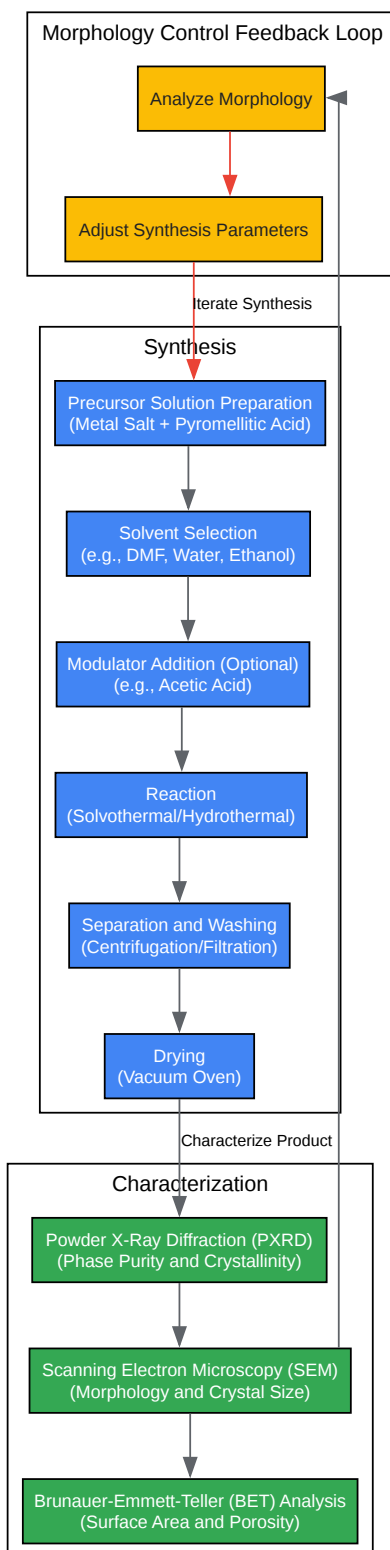 Morphology Control Feedback Loop
Analyze Morphology
Adjust Synthesis Parameters
Iterate Synthesis
Synthesis
Precursor Solution Preparation
(Metal Salt + Pyromellitic Acid)
Solvent Selection
(e.g., DMF, Water, Ethanol)
Modulator Addition (Optional)
(e.g., Acetic Acid)
Reaction
(Solvothermal/Hydrothermal)
Separation and Washing
(Centrifugation/Filtration)
Drying
(Vacuum Oven)
Characterize Product
Characterization
Powder X-Ray Diffraction (PXRD)
(Phase Purity and Crystallinity)
Scanning Electron Microscopy (SEM)
(Morphology and Crystal Size)
Brunauer-Emmett-Teller (BET) Analysis
(Surface Area and Porosity)